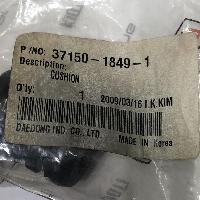 P/NO: 37150-1849-1
Description:
CUSHION
Q'ty: 1 2009/03/16 I.K KIM
DAEDONG IND. CO., LTD.
MADE IN Korea